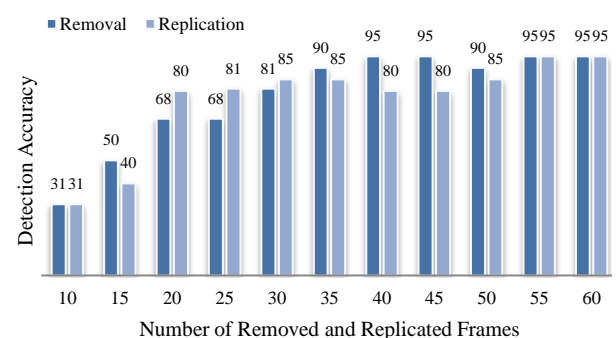 Removal Replication
31 31 50 40 68 80 68 81 81 85 90 85 95 80 95 80 90 85 95 95 95 95
Detection Accuracy
10 15 20 25 30 35 40 45 50 55 60
Number of Removed and Replicated Frames